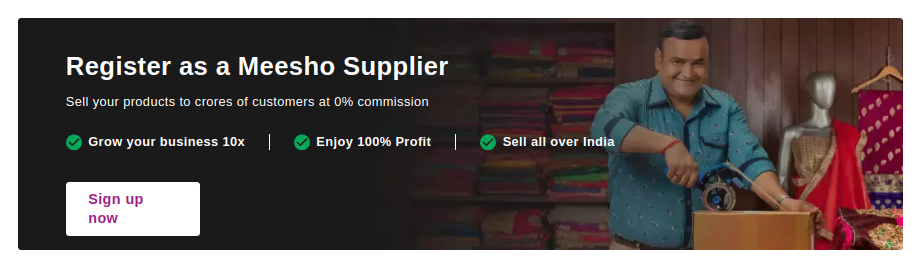 Register as a Meesho Supplier
Sell your products to crores of customers at 0% commission
Grow your business 10x
Enjoy 100% Profit
Sell all over India
Sign up
now